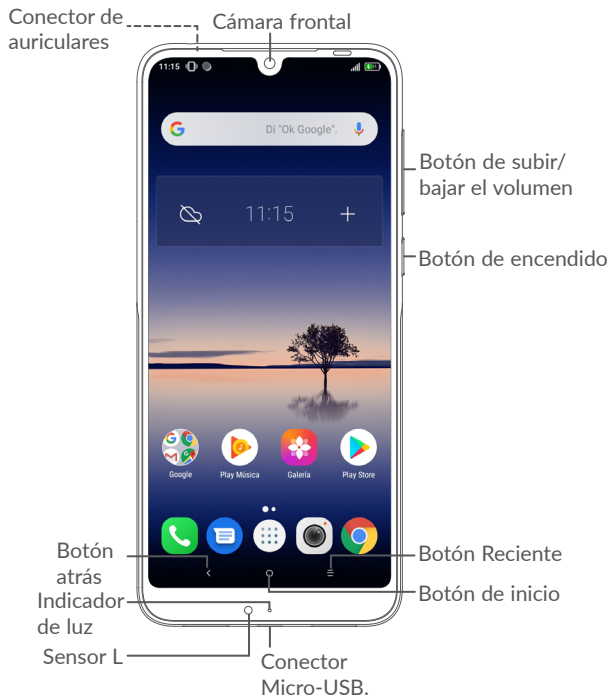 Conector de
auriculares
Cámara frontal
11:15
Di "Ok Google".
11:15
Botón de subir/
bajar el volumen
Botón de encendido
Google
Play Música
Galería
Play Store
Botón
atrás
Botón Reciente
Indicador
de luz
Botón de inicio
Sensor L
Conector
Micro-USB.